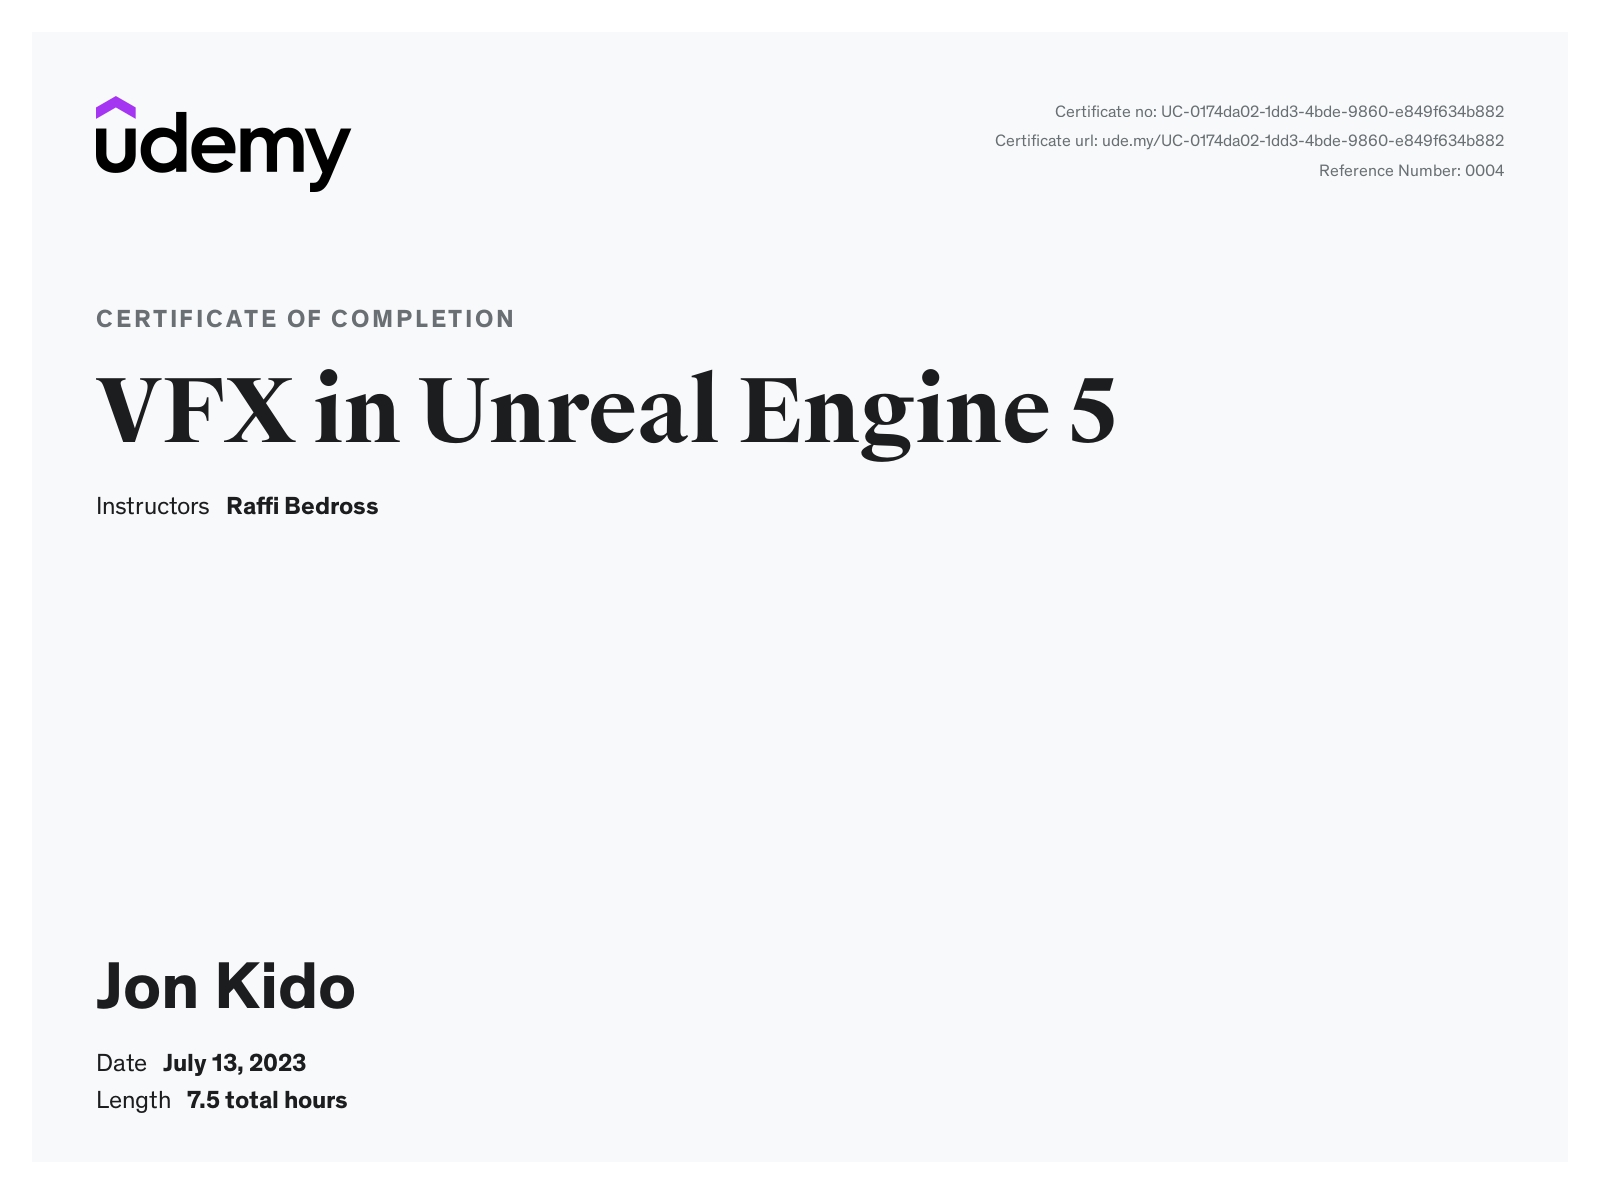 udemy
Certificate no: UC-0174da02-1dd3-4bde-9860-e849f634b882
Certificate url: ude.my/UC-0174da02-1dd3-4bde-9860-e849f634b882
Reference Number: 0004
CERTIFICATE OF COMPLETION
VFX in Unreal Engine 5
Instructors Raffi Bedross
Jon Kido
Date July 13, 2023
Length 7.5 total hours